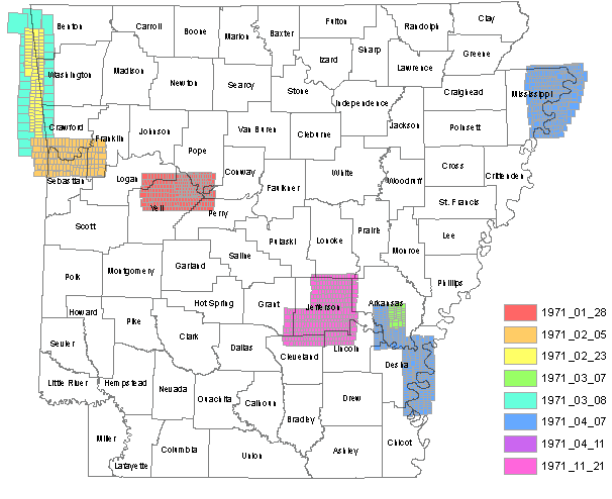 Benton
Carroll
Boone
Marion
Baxter
Fulton
Randolph
Clay
Sharp
Greene
Izard
Lawrence
Washington
Madison
Newton
Searcy
Stone
Independence
Craighead
Mississippi
Crawford
Franklin
Johnson
Van Buren
Cleburne
Jackson
Poinsett
Pope
Cross
Crittenden
Sebastian
Logan
Conway
Faulkner
White
Woodruff
St. Francis
Yell
Perry
Scott
Pulaski
Lonoke
Prairie
Monroe
Lee
Saline
Garland
Montgomery
Polk
Phillips
Hot Spring
Grant
Jefferson
Arkansas
Howard
Pike
Clark
Dallas
Cleveland
Lincoln
Desha
Sevier
Little River
Hempstead
Nevada
Ouachita
Calhoun
Bradley
Drew
Miller
Lafayette
Columbia
Union
Ashley
Chicot
1971_01_28
1971_02_05
1971_02_23
1971_03_07
1971_03_08
1971_04_07
1971_04_11
1971_11_21